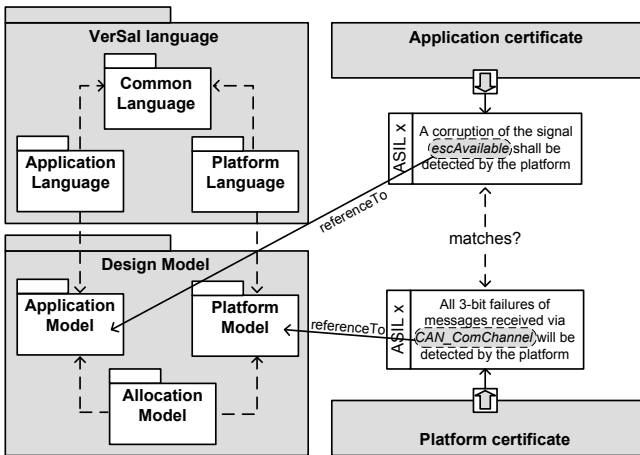 VerSal language
Common
Language
Application
Language
Platform
Language
Design Model
Application
Model
Platform
Model
Allocation
Model
Application certificate
ASIL x
A corruption of the signal
escAvailable shall be
detected by the platform
referenceTo
matches?
ASIL x
All 3-bit failures of
messages received via
CAN_ComChannel will be
detected by the platform
referenceTo
Platform certificate